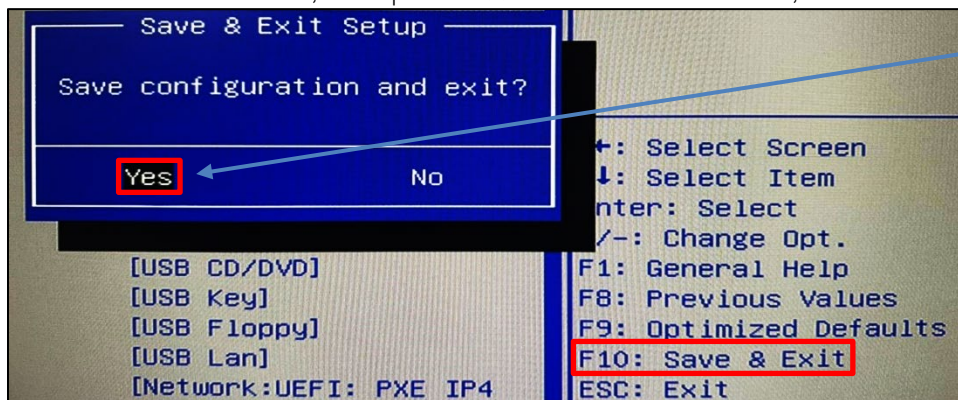 Save & Exit Setup
Save configuration and exit?
Yes No
[USB CD/DVD]
[USB Key]
[USB Floppy]
[USB Lan]
[Network:UEFI: PXE IP4
←: Select Screen
↓: Select Item
nter: Select
/-: Change Opt.
F1: General Help
F8: Previous Values
F9: Optimized Defaults
F10: Save & Exit
ESC: Exit